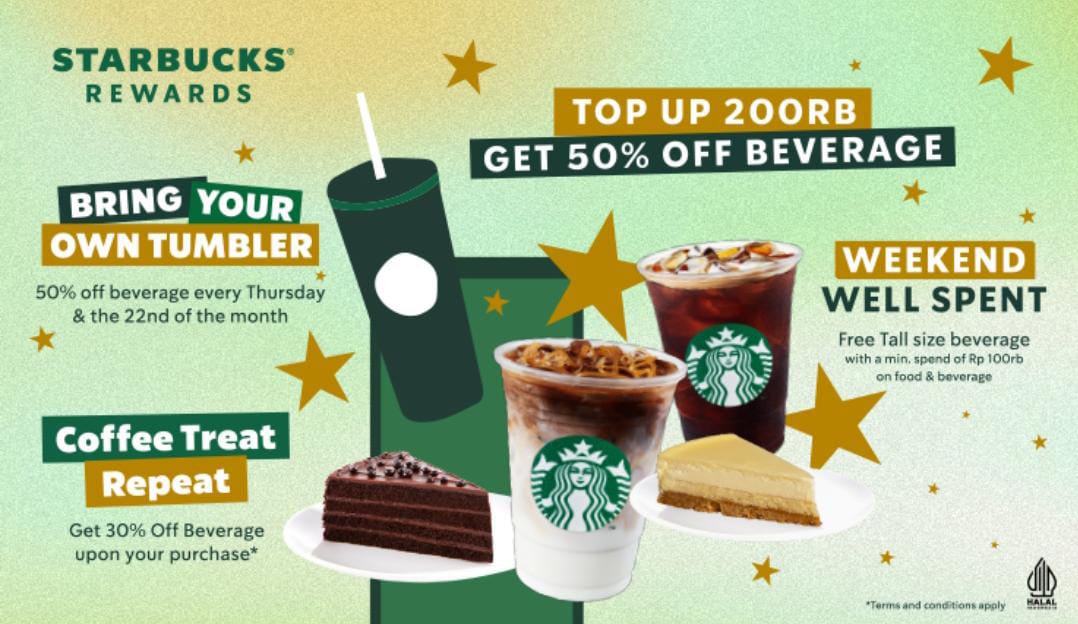 STARBUCKS®
REWARDS
TOP UP 200RB
GET 50% OFF BEVERAGE
BRING YOUR
OWN TUMBLER
50% off beverage every Thursday
& the 22nd of the month
WEEKEND
WELL SPENT
Free Tall size beverage
with a min. spend of Rp 100rb
on food & beverage
Coffee Treat
Repeat
Get 30% Off Beverage
upon your purchase*
*Terms and conditions apply
HALAL